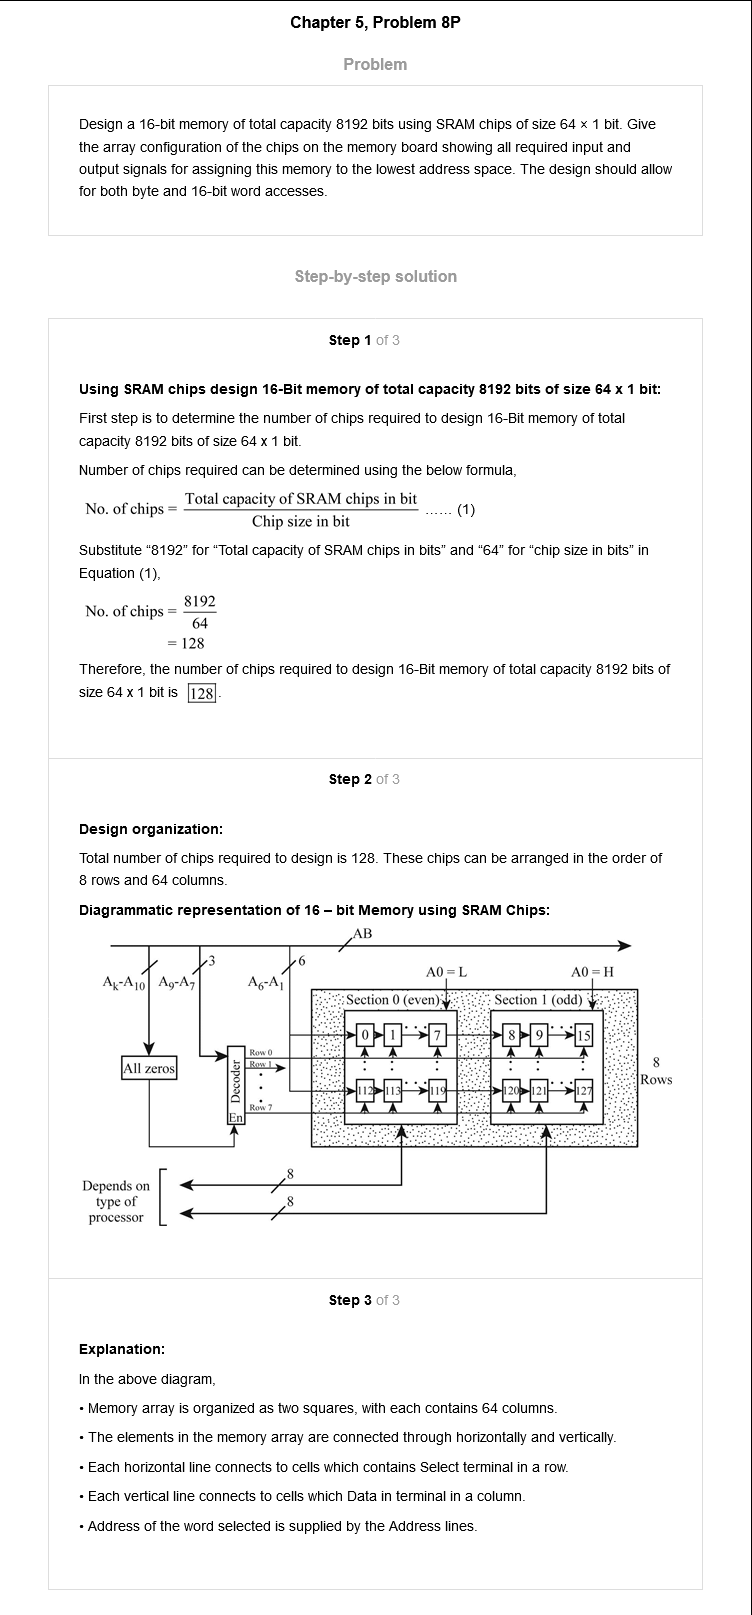 Chapter 5, Problem 8P
Problem
Design a 16-bit memory of total capacity 8192 bits using SRAM chips of size 64 × 1 bit. Give
the array configuration of the chips on the memory board showing all required input and
output signals for assigning this memory to the lowest address space. The design should allow
for both byte and 16-bit word accesses.
Step-by-step solution
Step 1 of 3
Using SRAM chips design 16-Bit memory of total capacity 8192 bits of size 64 x 1 bit:
First step is to determine the number of chips required to design 16-Bit memory of total
capacity 8192 bits of size 64 x 1 bit.
Number of chips required can be determined using the below formula,
No. of chips = Total capacity of SRAM chips in bit / Chip size in bit ...... (1)
Substitute “8192” for “Total capacity of SRAM chips in bits” and “64” for “chip size in bits” in
Equation (1),
No. of chips = 8192 / 64
= 128
Therefore, the number of chips required to design 16-Bit memory of total capacity 8192 bits of
size 64 x 1 bit is 128.
Step 2 of 3
Design organization:
Total number of chips required to design is 128. These chips can be arranged in the order of
8 rows and 64 columns.
Diagrammatic representation of 16 – bit Memory using SRAM Chips:
AB
3
6
Ak-A10 A9-A7 A6-A1
A0 = L A0 = H
Section 0 (even) Section 1 (odd)
0 1 ... 7 8 9 ... 15
Row 0
Row 1
All zeros
Decoder
8
Rows
112 113 ... 119 120 121 ... 127
Row 7
En
8
Depends on
type of
processor
8
Step 3 of 3
Explanation:
In the above diagram,
• Memory array is organized as two squares, with each contains 64 columns.
• The elements in the memory array are connected through horizontally and vertically.
• Each horizontal line connects to cells which contains Select terminal in a row.
• Each vertical line connects to cells which Data in terminal in a column.
• Address of the word selected is supplied by the Address lines.